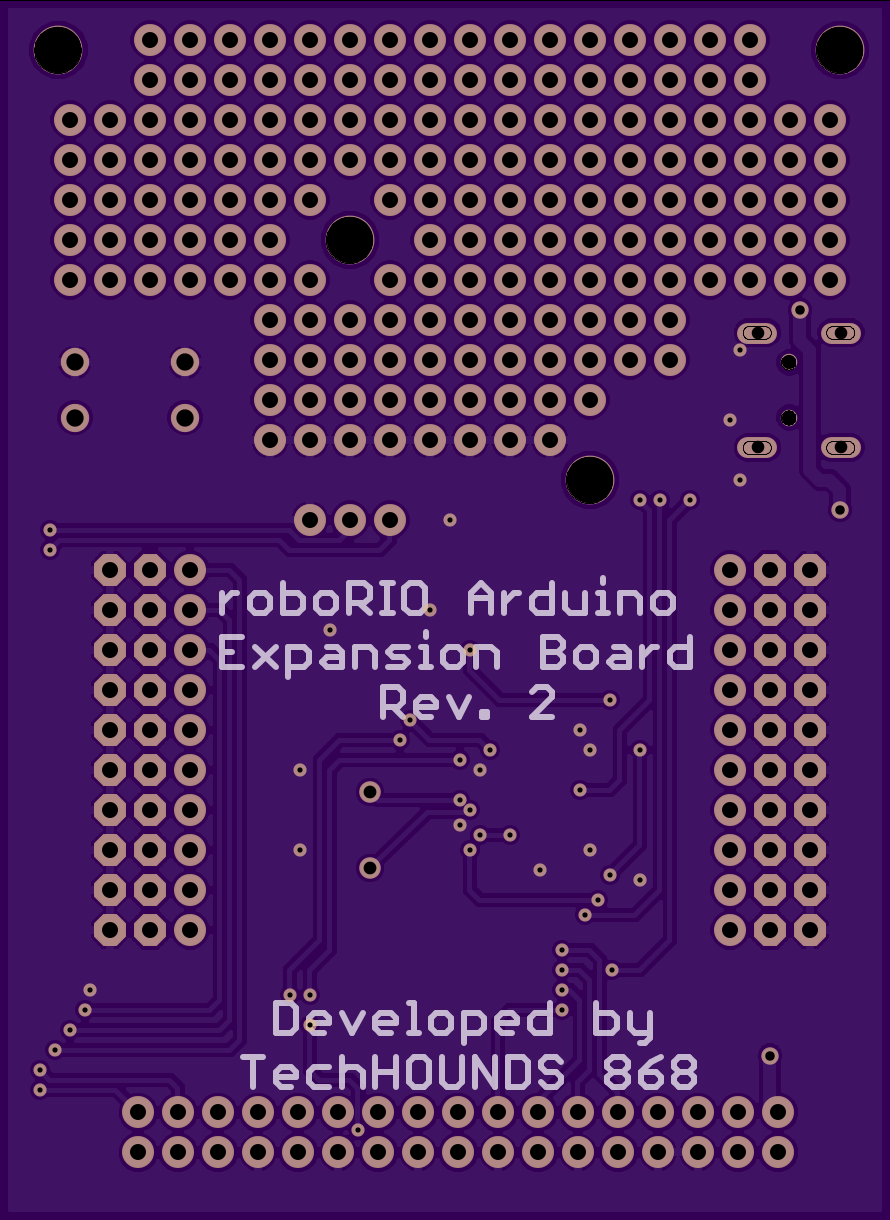 roboRIO Arduino
Expansion Board
Rev. 2
Developed by
TechHOUNDS 868